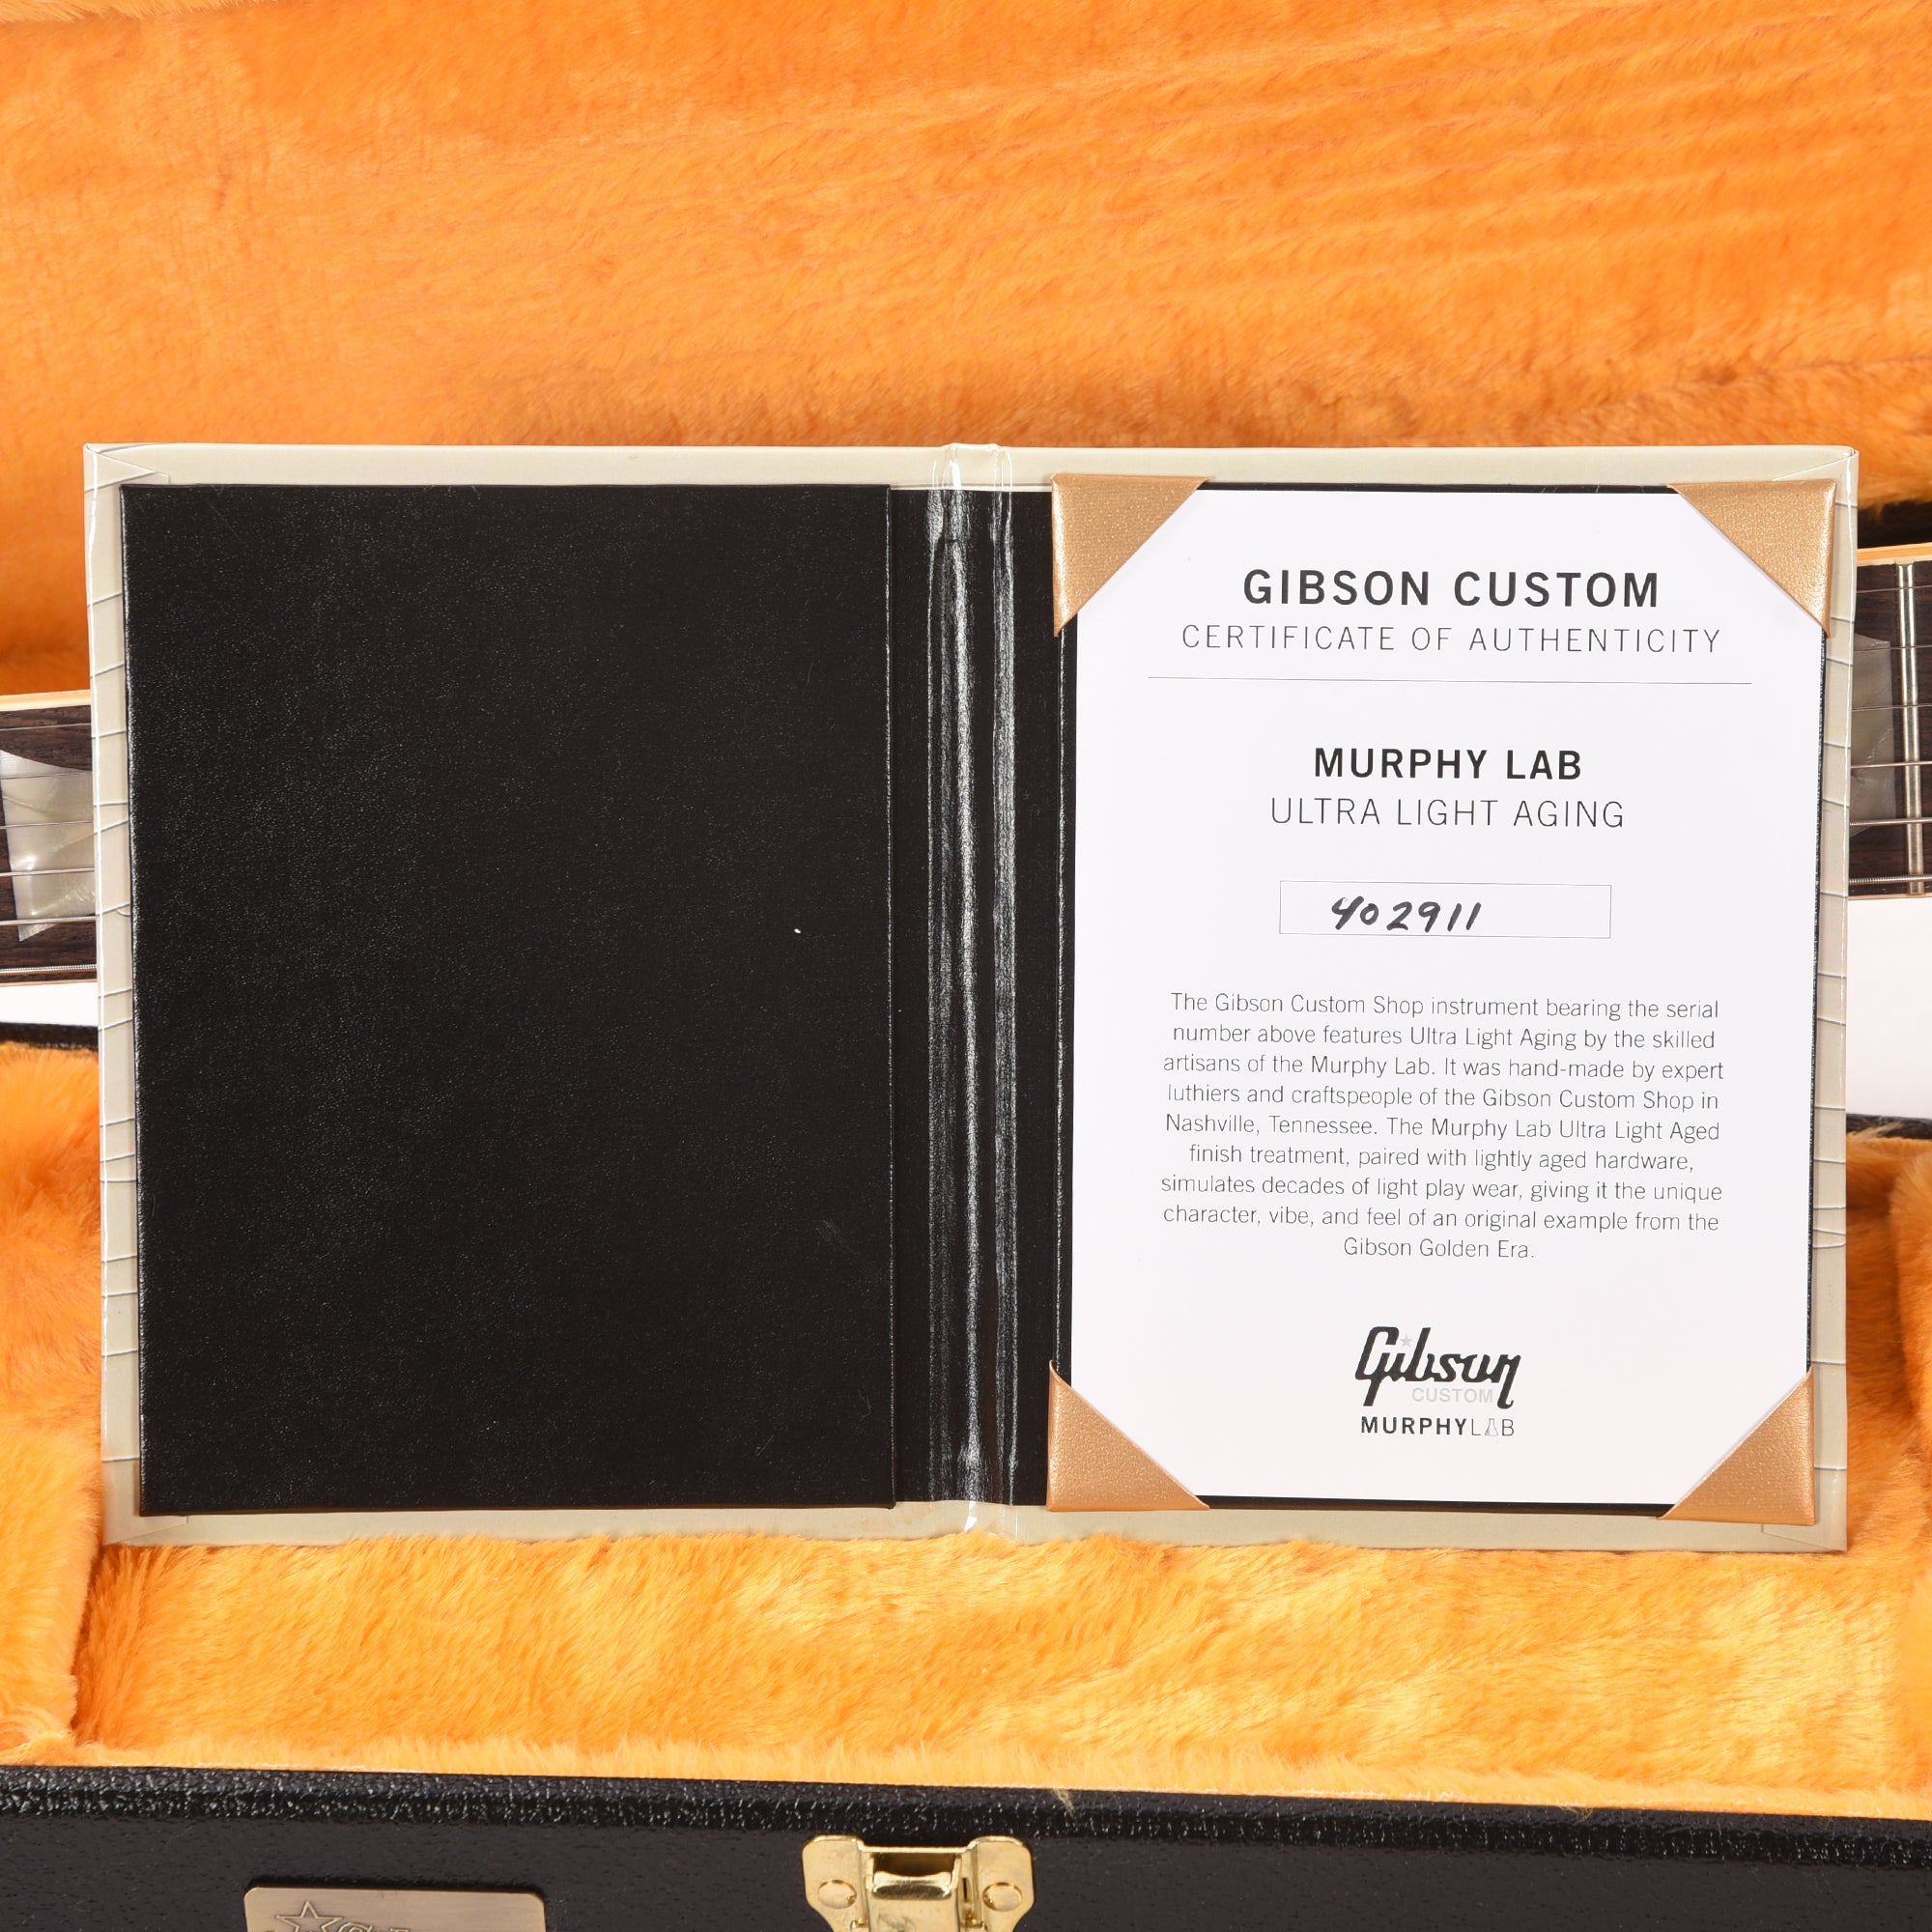 GIBSON CUSTOM
CERTIFICATE OF AUTHENTICITY
MURPHY LAB
ULTRA LIGHT AGING
402911
The Gibson Custom Shop instrument bearing the serial
number above features Ultra Light Aging by the skilled
artisans of the Murphy Lab. It was hand-made by expert
luthiers and craftspeople of the Gibson Custom Shop in
Nashville, Tennessee. The Murphy Lab Ultra Light Aged
finish treatment, paired with lightly aged hardware,
simulates decades of light play wear, giving it the unique
character, vibe, and feel of an original example from the
Gibson Golden Era.
Gibson
CUSTOM
MURPHYLAB